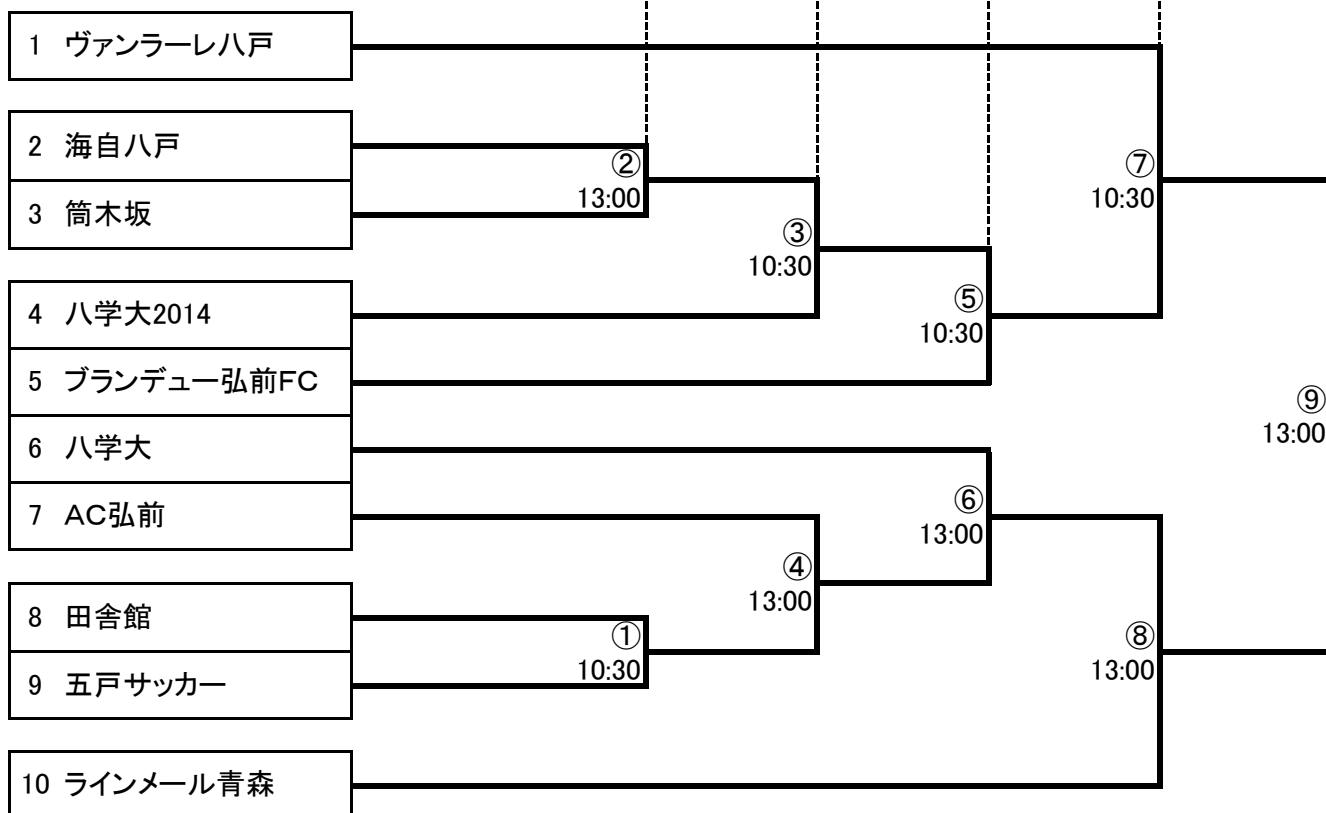 1 ヴァンラーレ八戸
2 海自八戸
②
13:00
3 筒木坂
⑦
10:30
③
10:30
4 八学大2014
⑤
10:30
5 ブランデュー弘前FC
⑨
13:00
6 八学大
7 AC弘前
⑥
13:00
④
13:00
8 田舎館
①
10:30
9 五戸サッカー
⑧
13:00
10 ラインメール青森